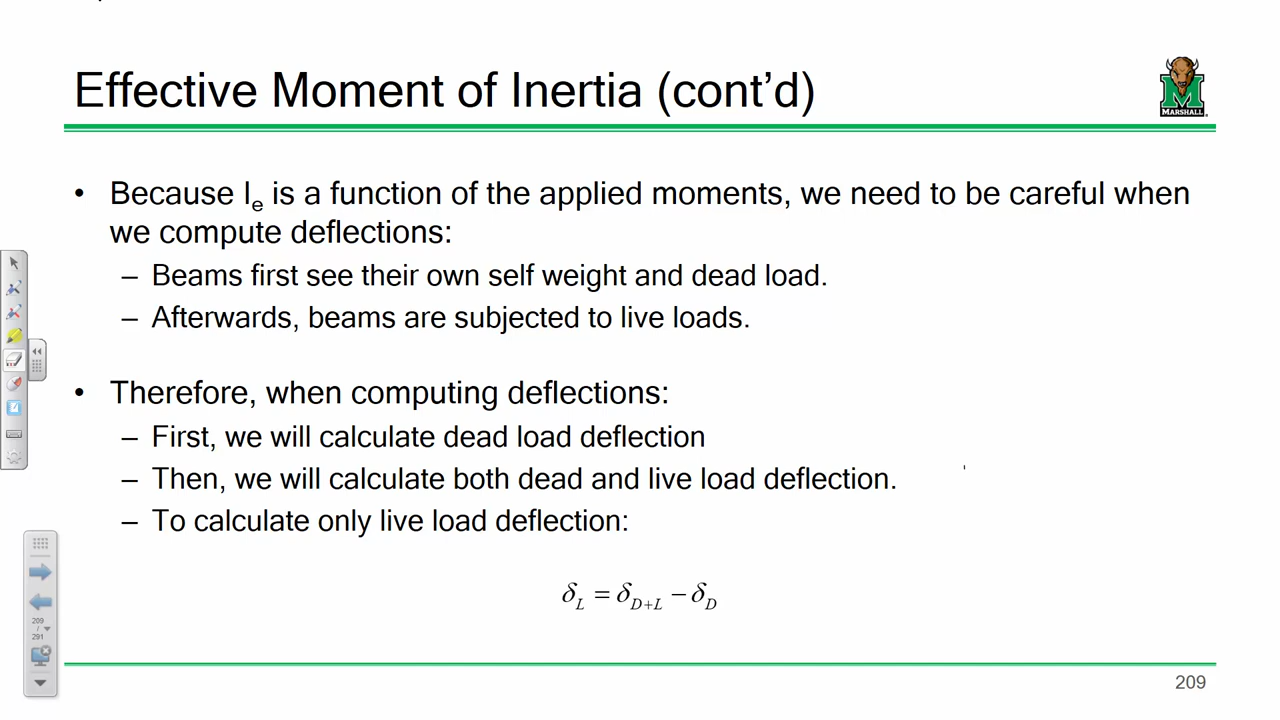 Effective Moment of Inertia (cont’d)
MARSHALL
• Because Ie is a function of the applied moments, we need to be careful when
we compute deflections:
– Beams first see their own self weight and dead load.
– Afterwards, beams are subjected to live loads.
• Therefore, when computing deflections:
– First, we will calculate dead load deflection
– Then, we will calculate both dead and live load deflection.
– To calculate only live load deflection:
δL = δD+L − δD
209
/
291
209